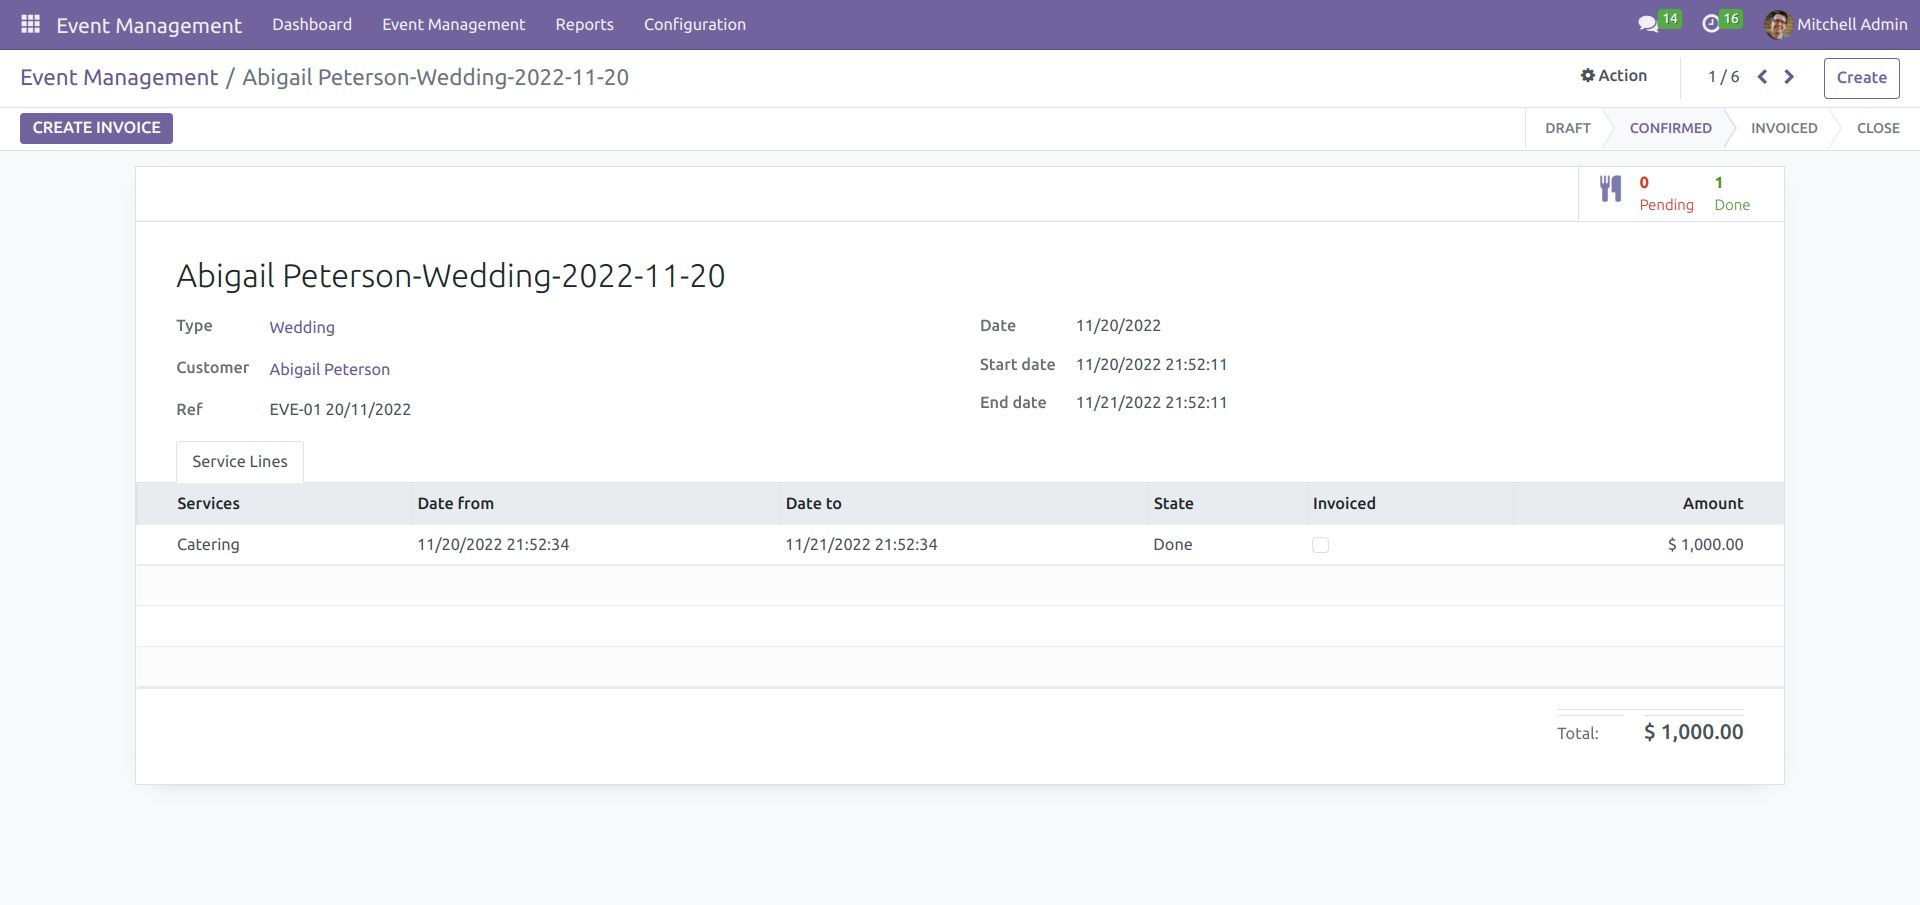 Event Management Dashboard Event Management Reports Configuration 14 16 Mitchell Admin
Event Management / Abigail Peterson-Wedding-2022-11-20 Action 1 / 6 Create
CREATE INVOICE DRAFT CONFIRMED INVOICED CLOSE
0 1
Pending Done
Abigail Peterson-Wedding-2022-11-20
Type Wedding Date 11/20/2022
Customer Abigail Peterson Start date 11/20/2022 21:52:11
Ref EVE-01 20/11/2022 End date 11/21/2022 21:52:11
Service Lines
Services Date from Date to State Invoiced Amount
Catering 11/20/2022 21:52:34 11/21/2022 21:52:34 Done $ 1,000.00
Total: $ 1,000.00